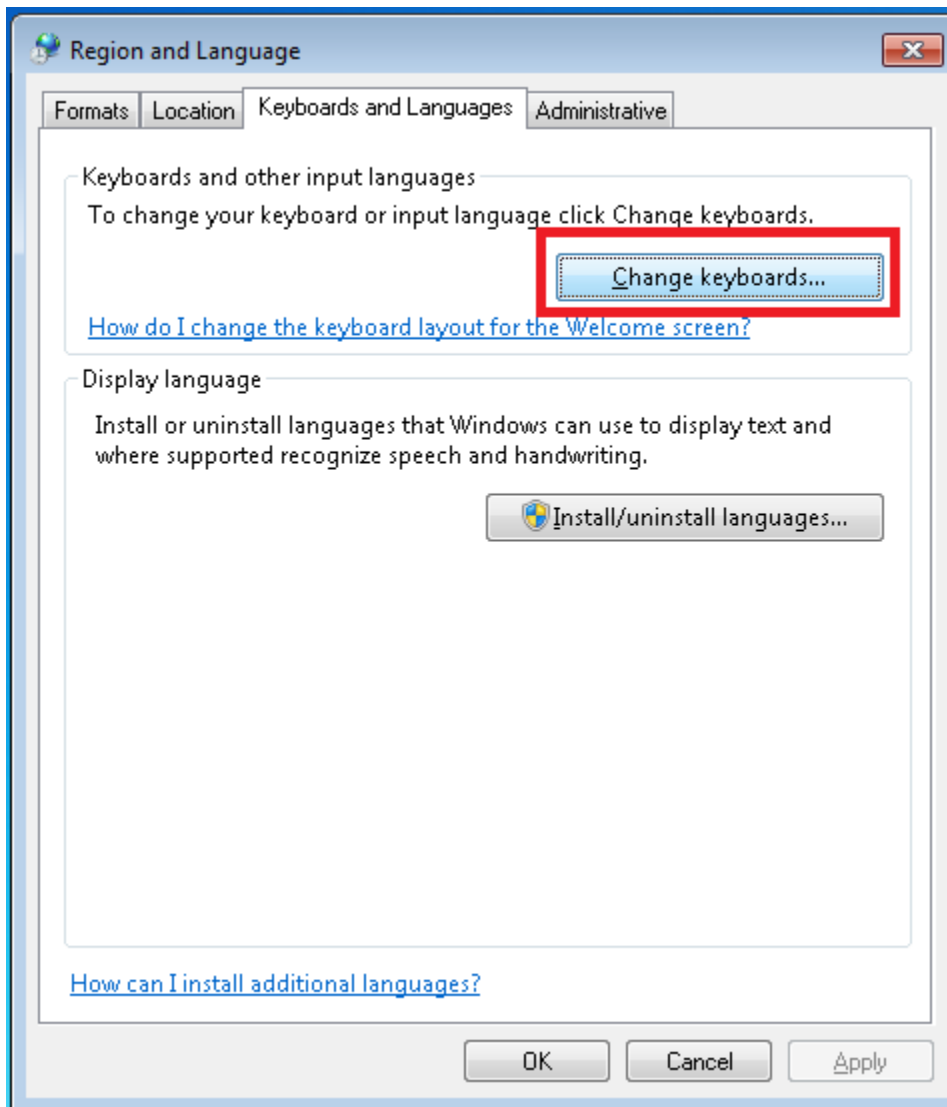 Region and Language
Formats Location Keyboards and Languages Administrative
Keyboards and other input languages
To change your keyboard or input language click Change keyboards.
Change keyboards...
How do I change the keyboard layout for the Welcome screen?
Display language
Install or uninstall languages that Windows can use to display text and
where supported recognize speech and handwriting.
Install/uninstall languages...
How can I install additional languages?
OK Cancel Apply